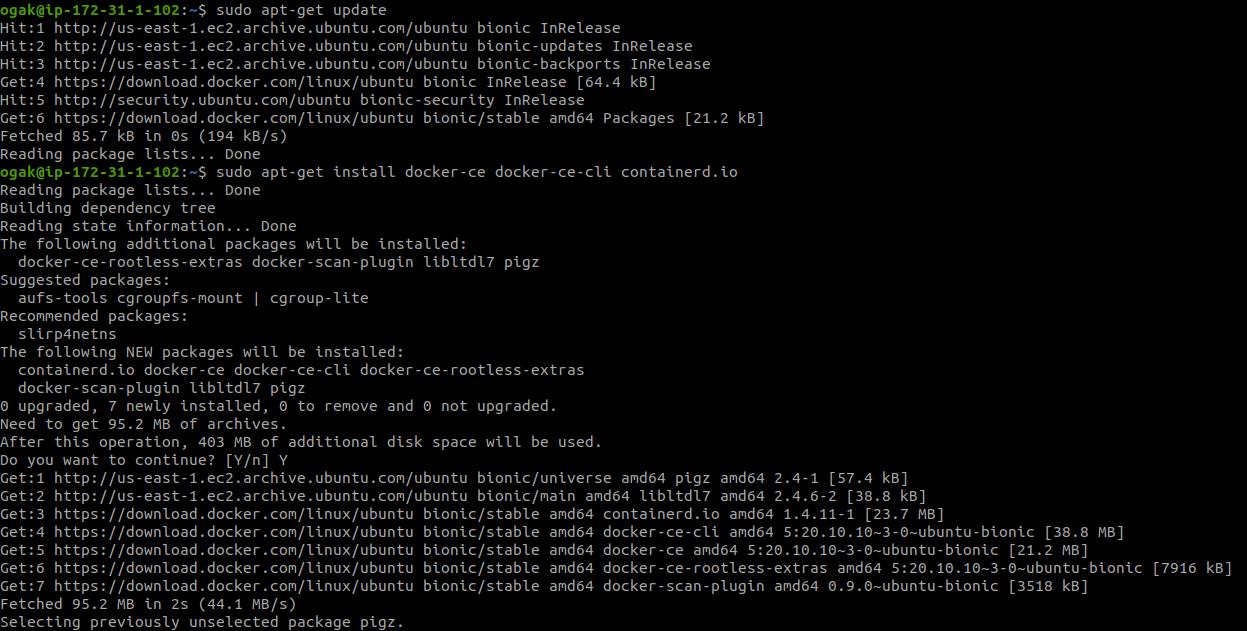 ogak@ip-172-31-1-102:~$ sudo apt-get update
Hit:1 http://us-east-1.ec2.archive.ubuntu.com/ubuntu bionic InRelease
Hit:2 http://us-east-1.ec2.archive.ubuntu.com/ubuntu bionic-updates InRelease
Hit:3 http://us-east-1.ec2.archive.ubuntu.com/ubuntu bionic-backports InRelease
Get:4 https://download.docker.com/linux/ubuntu bionic InRelease [64.4 kB]
Hit:5 http://security.ubuntu.com/ubuntu bionic-security InRelease
Get:6 https://download.docker.com/linux/ubuntu bionic/stable amd64 Packages [21.2 kB]
Fetched 85.7 kB in 0s (194 kB/s)
Reading package lists... Done
ogak@ip-172-31-1-102:~$ sudo apt-get install docker-ce docker-ce-cli containerd.io
Reading package lists... Done
Building dependency tree
Reading state information... Done
The following additional packages will be installed:
  docker-ce-rootless-extras docker-scan-plugin libltdl7 pigz
Suggested packages:
  aufs-tools cgroupfs-mount | cgroup-lite
Recommended packages:
  slirp4netns
The following NEW packages will be installed:
  containerd.io docker-ce docker-ce-cli docker-ce-rootless-extras
  docker-scan-plugin libltdl7 pigz
0 upgraded, 7 newly installed, 0 to remove and 0 not upgraded.
Need to get 95.2 MB of archives.
After this operation, 403 MB of additional disk space will be used.
Do you want to continue? [Y/n] Y
Get:1 http://us-east-1.ec2.archive.ubuntu.com/ubuntu bionic/universe amd64 pigz amd64 2.4-1 [57.4 kB]
Get:2 http://us-east-1.ec2.archive.ubuntu.com/ubuntu bionic/main amd64 libltdl7 amd64 2.4.6-2 [38.8 kB]
Get:3 https://download.docker.com/linux/ubuntu bionic/stable amd64 containerd.io amd64 1.4.11-1 [23.7 MB]
Get:4 https://download.docker.com/linux/ubuntu bionic/stable amd64 docker-ce-cli amd64 5:20.10.10~3-0~ubuntu-bionic [38.8 MB]
Get:5 https://download.docker.com/linux/ubuntu bionic/stable amd64 docker-ce amd64 5:20.10.10~3-0~ubuntu-bionic [21.2 MB]
Get:6 https://download.docker.com/linux/ubuntu bionic/stable amd64 docker-ce-rootless-extras amd64 5:20.10.10~3-0~ubuntu-bionic [7916 kB]
Get:7 https://download.docker.com/linux/ubuntu bionic/stable amd64 docker-scan-plugin amd64 0.9.0~ubuntu-bionic [3518 kB]
Fetched 95.2 MB in 2s (44.1 MB/s)
Selecting previously unselected package pigz.